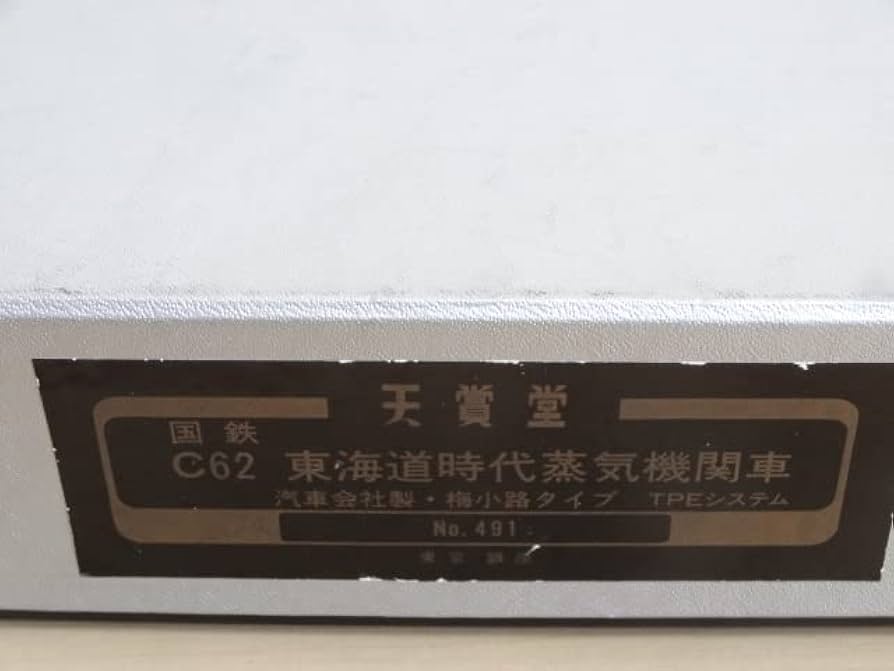 天賞堂
国鉄
C62 東海道時代蒸気機関車
汽車会社製・梅小路タイプ TPEシステム
No. 491